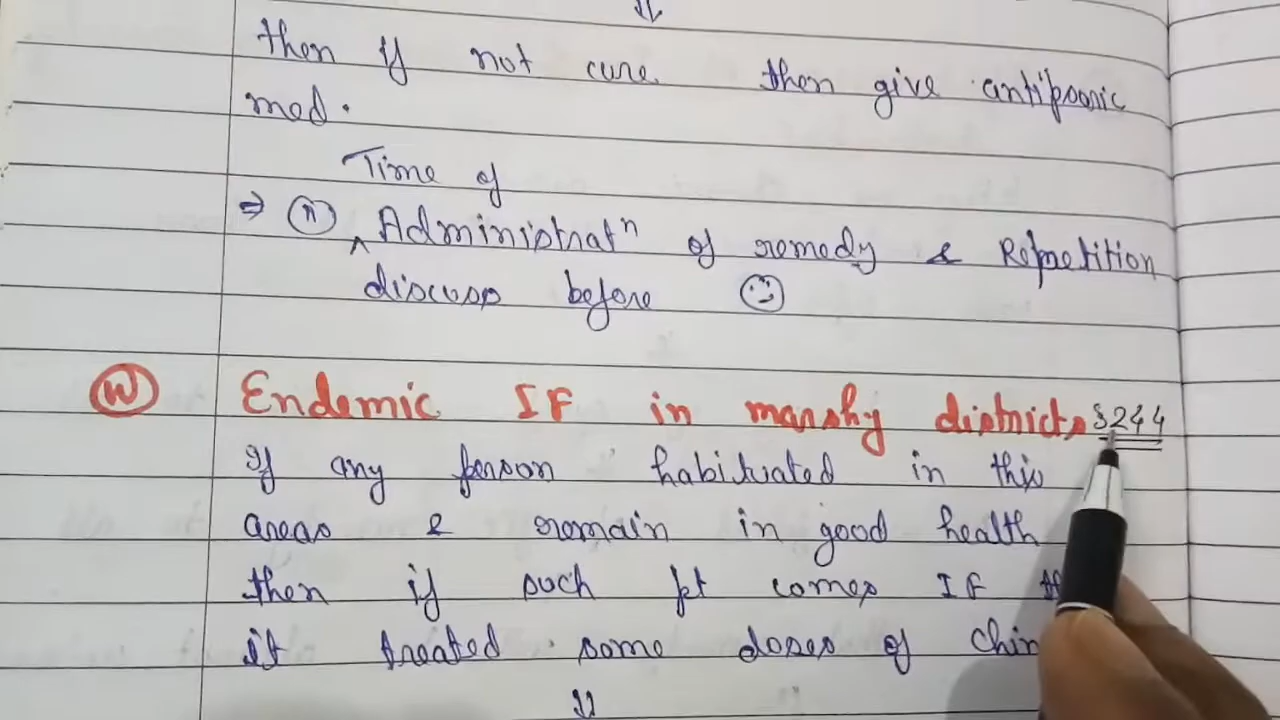 then if not cure then give antipsoric
med.
Time of
⇒ (n) ^ Administratⁿ of remedy & Repetition
discuss before ☺
(W) Endemic IF in marshy districts §244
If any person habituated in this
areas & remain in good health
then if such pt comes IF
it treated some doses of Chin